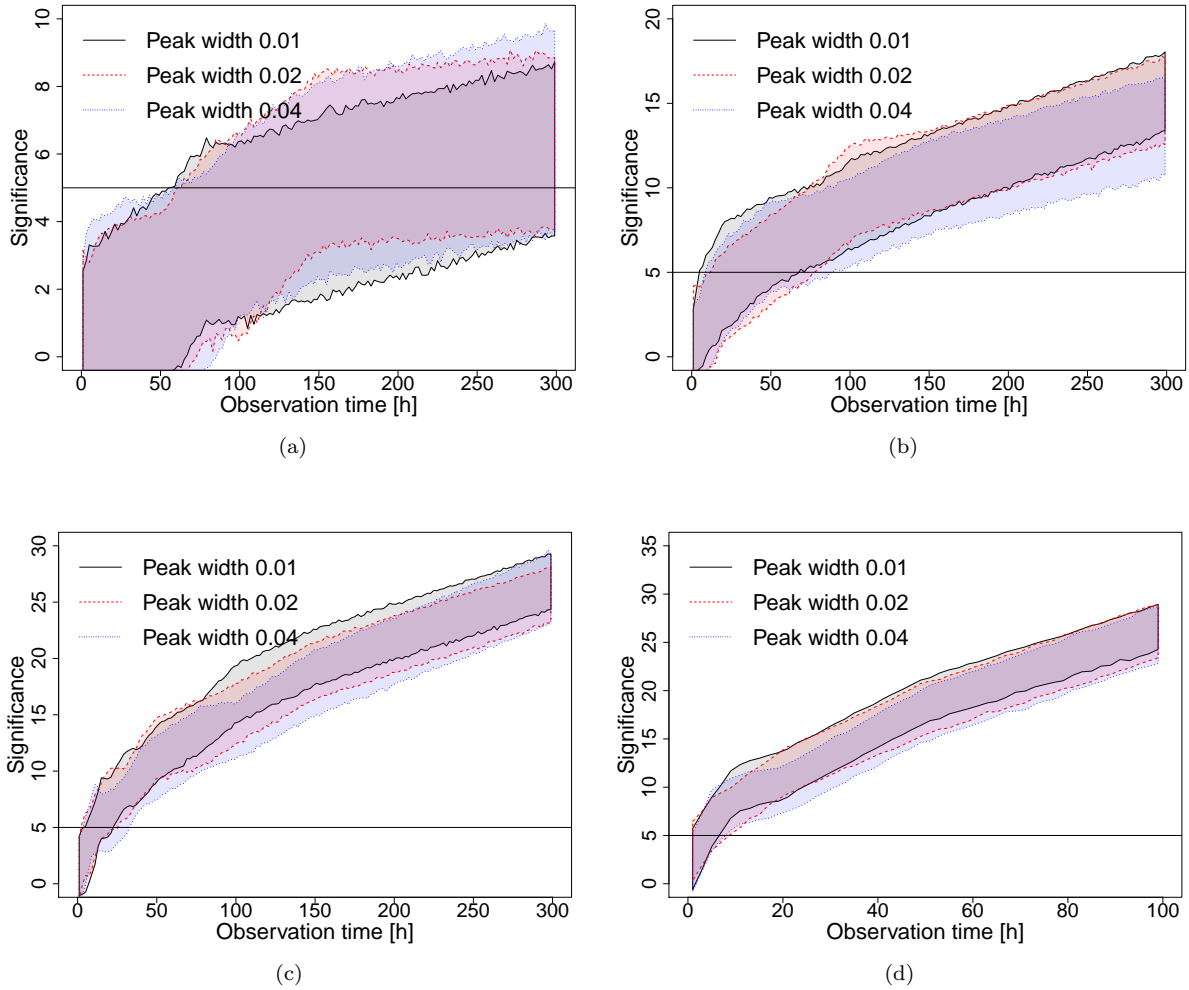 10
8
6
4
2
0
Significance
Peak width 0.01
Peak width 0.02
Peak width 0.04
0 50 100 150 200 250 300
Observation time [h]
(a)
20
15
10
5
0
Significance
Peak width 0.01
Peak width 0.02
Peak width 0.04
0 50 100 150 200 250 300
Observation time [h]
(b)
30
25
20
15
10
5
0
Significance
Peak width 0.01
Peak width 0.02
Peak width 0.04
0 50 100 150 200 250 300
Observation time [h]
(c)
35
30
25
20
15
10
5
0
Significance
Peak width 0.01
Peak width 0.02
Peak width 0.04
0 20 40 60 80 100
Observation time [h]
(d)